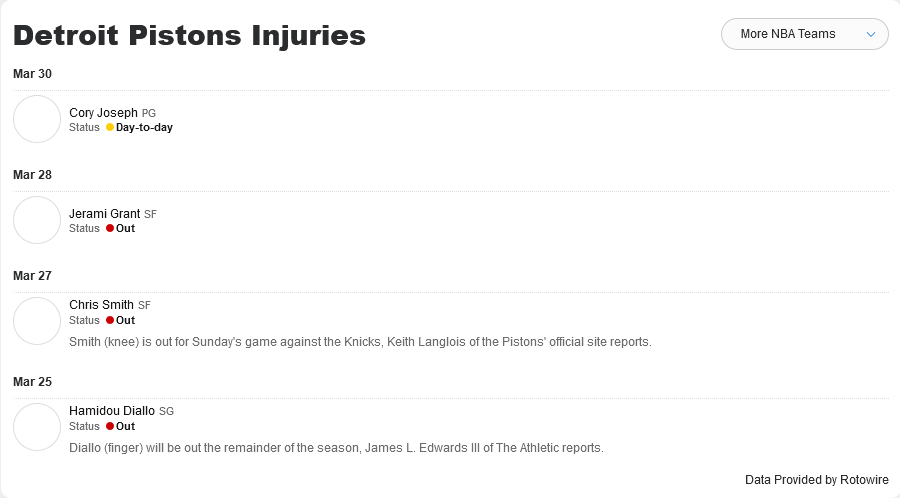 Detroit Pistons Injuries
More NBA Teams
Mar 30
Cory Joseph PG
Status Day-to-day
Mar 28
Jerami Grant SF
Status Out
Mar 27
Chris Smith SF
Status Out
Smith (knee) is out for Sunday's game against the Knicks, Keith Langlois of the Pistons' official site reports.
Mar 25
Hamidou Diallo SG
Status Out
Diallo (finger) will be out the remainder of the season, James L. Edwards III of The Athletic reports.
Data Provided by Rotowire